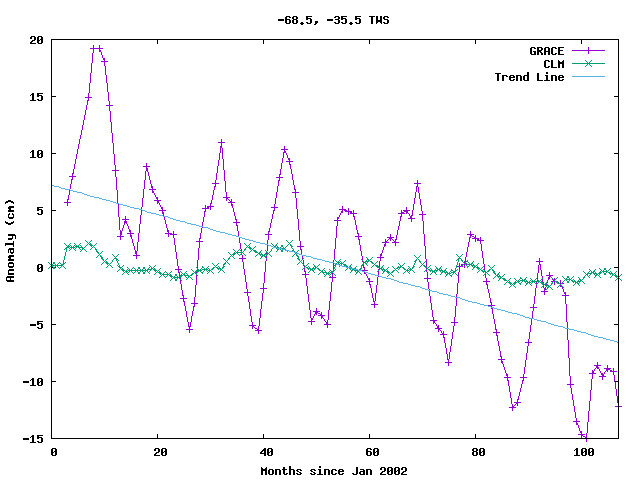 -68.5, -35.5 TWS
GRACE
CLM
Trend Line
20
15
10
5
0
-5
-10
-15
Anomaly (cm)
0 20 40 60 80 100
Months since Jan 2002